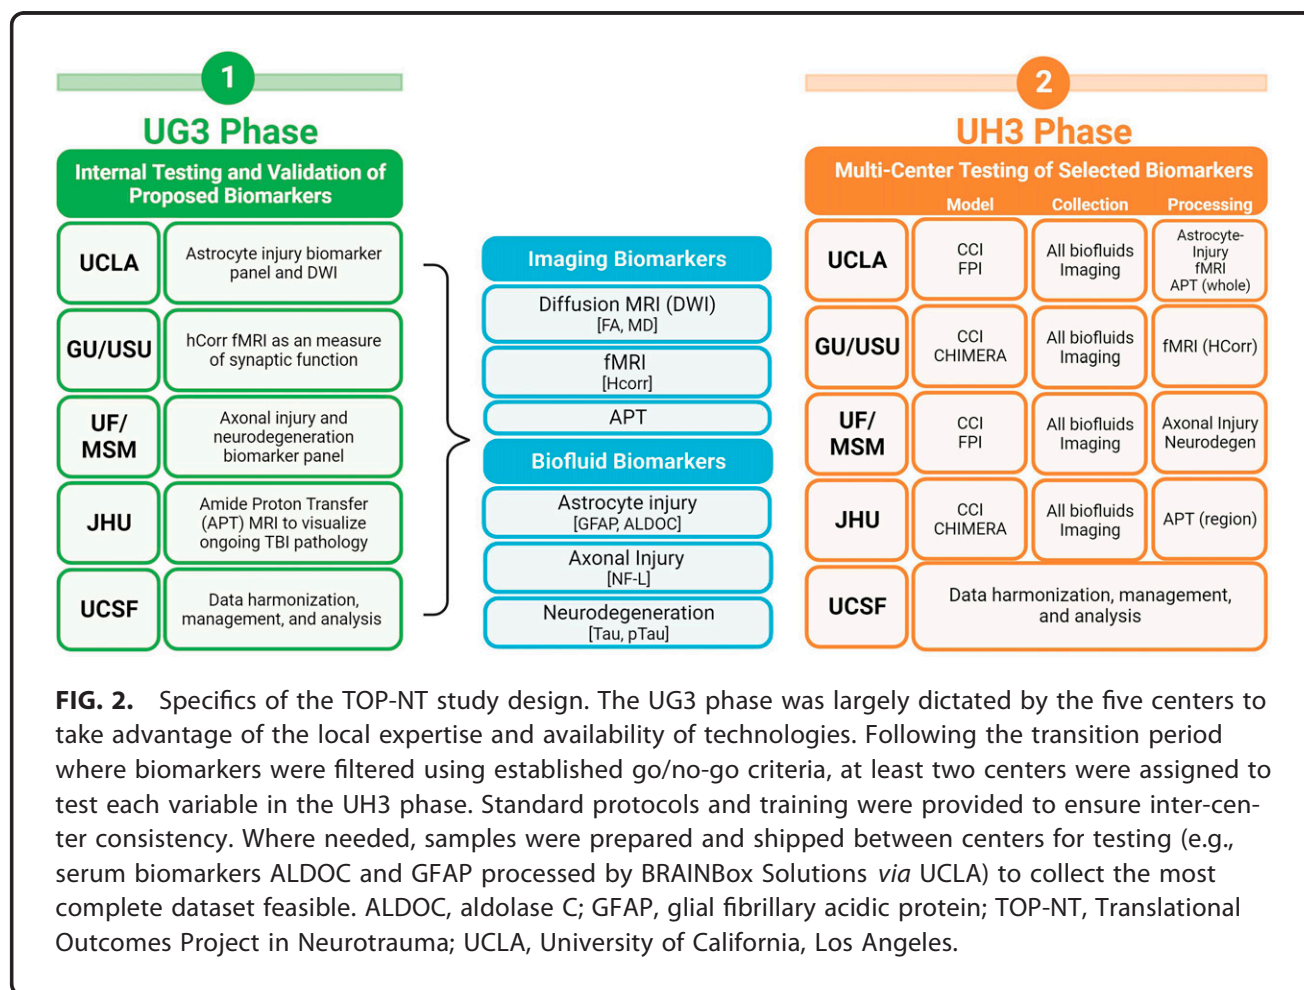 1
UG3 Phase
Internal Testing and Validation of
Proposed Biomarkers
UCLA
Astrocyte injury biomarker
panel and DWI
GU/USU
hCorr fMRI as an measure
of synaptic function
UF/
MSM
Axonal injury and
neurodegeneration
biomarker panel
JHU
Amide Proton Transfer
(APT) MRI to visualize
ongoing TBI pathology
UCSF
Data harmonization,
management, and analysis
Imaging Biomarkers
Diffusion MRI (DWI)
[FA, MD]
fMRI
[Hcorr]
APT
Biofluid Biomarkers
Astrocyte injury
[GFAP, ALDOC]
Axonal Injury
[NF-L]
Neurodegeneration
[Tau, pTau]
2
UH3 Phase
Multi-Center Testing of Selected Biomarkers
Model Collection Processing
UCLA
CCI
FPI
All biofluids
Imaging
Astrocyte-
Injury
fMRI
APT (whole)
GU/USU
CCI
CHIMERA
All biofluids
Imaging
fMRI (HCorr)
UF/
MSM
CCI
FPI
All biofluids
Imaging
Axonal Injury
Neurodegen
JHU
CCI
CHIMERA
All biofluids
Imaging
APT (region)
UCSF
Data harmonization, management,
and analysis
FIG. 2. Specifics of the TOP-NT study design. The UG3 phase was largely dictated by the five centers to
take advantage of the local expertise and availability of technologies. Following the transition period
where biomarkers were filtered using established go/no-go criteria, at least two centers were assigned to
test each variable in the UH3 phase. Standard protocols and training were provided to ensure inter-cen-
ter consistency. Where needed, samples were prepared and shipped between centers for testing (e.g.,
serum biomarkers ALDOC and GFAP processed by BRAINBox Solutions via UCLA) to collect the most
complete dataset feasible. ALDOC, aldolase C; GFAP, glial fibrillary acidic protein; TOP-NT, Translational
Outcomes Project in Neurotrauma; UCLA, University of California, Los Angeles.